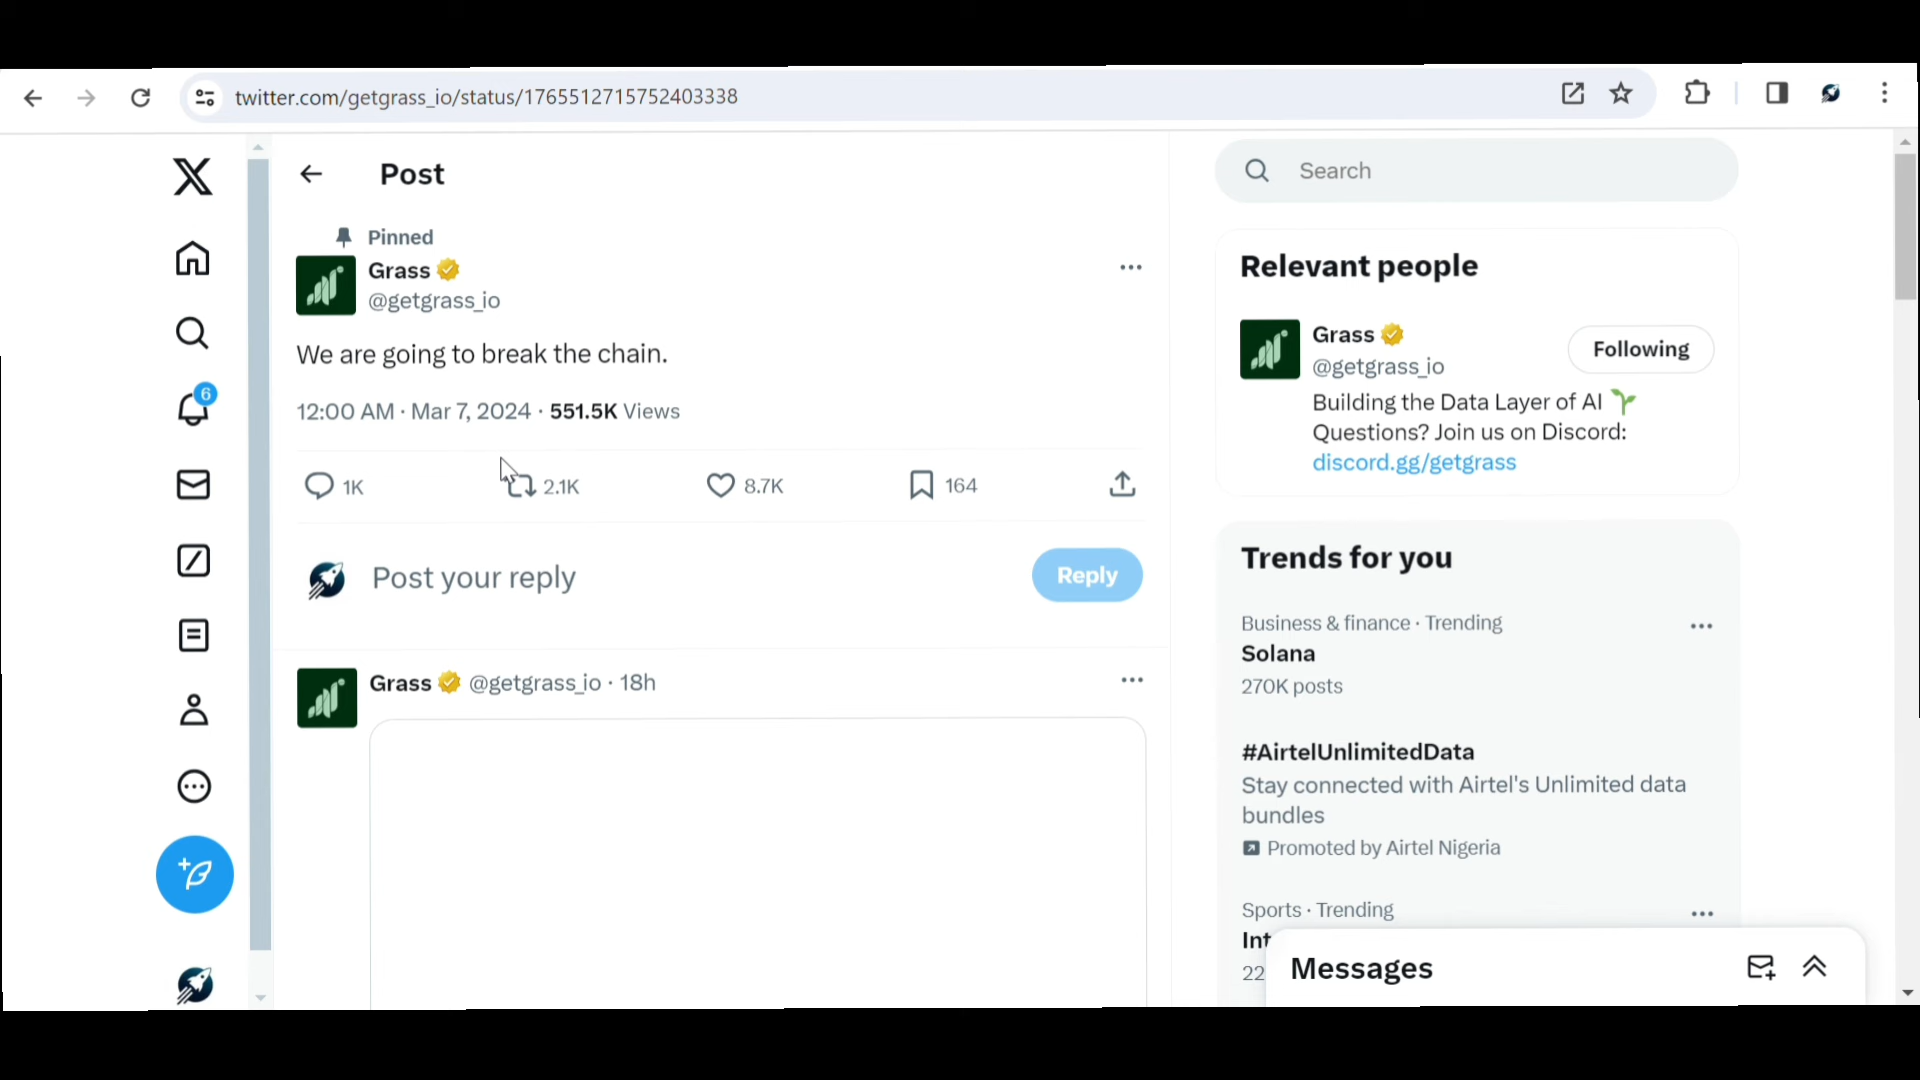 twitter.com/getgrass_io/status/1765512715752403338
Post
Search
Pinned
Grass
@getgrass_io
We are going to break the chain.
12:00 AM · Mar 7, 2024 · 551.5K Views
1K
2.1K
8.7K
164
Post your reply
Reply
Grass @getgrass_io · 18h
6
Relevant people
Grass
@getgrass_io
Following
Building the Data Layer of AI
Questions? Join us on Discord:
discord.gg/getgrass
Trends for you
Business & finance · Trending
Solana
270K posts
#AirtelUnlimitedData
Stay connected with Airtel's Unlimited data
bundles
Promoted by Airtel Nigeria
Sports · Trending
Int
22
Messages